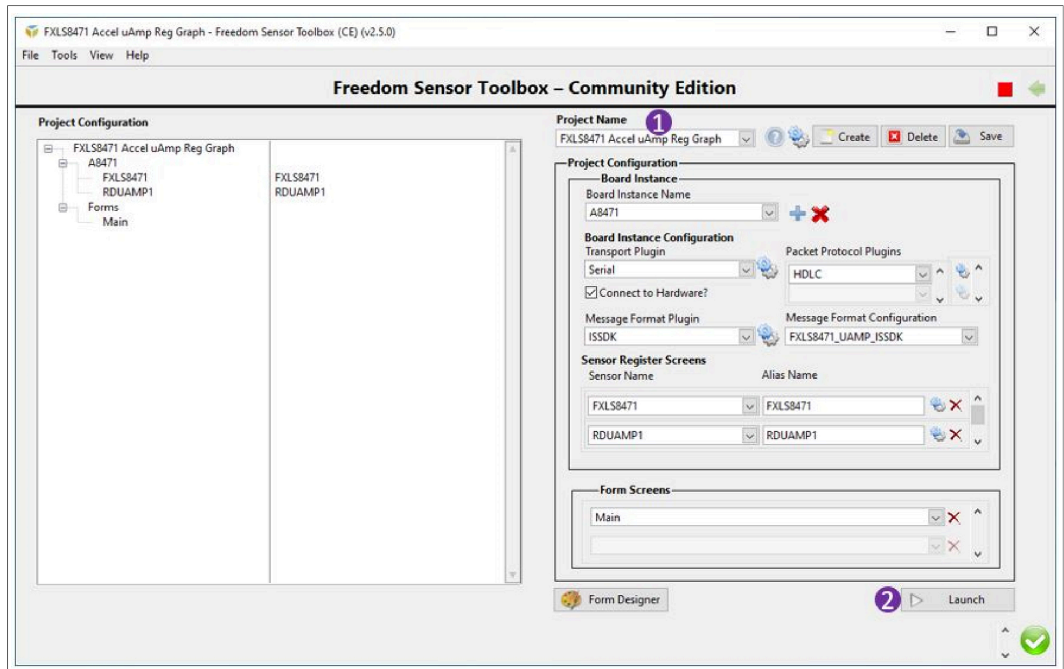 FXLS8471 Accel uAmp Reg Graph - Freedom Sensor Toolbox (CE) (v2.5.0)
File Tools View Help
Freedom Sensor Toolbox – Community Edition
Project Configuration
FXLS8471 Accel uAmp Reg Graph
A8471
FXLS8471 FXLS8471
RDUAMP1 RDUAMP1
Forms
Main
Project Name
1
FXLS8471 Accel uAmp Reg Graph Create Delete Save
Project Configuration
Board Instance
Board Instance Name
A8471
Board Instance Configuration
Transport Plugin Packet Protocol Plugins
Serial HDLC
Connect to Hardware?
Message Format Plugin Message Format Configuration
ISSDK FXLS8471_UAMP_ISSDK
Sensor Register Screens
Sensor Name Alias Name
FXLS8471 FXLS8471
RDUAMP1 RDUAMP1
Form Screens
Main
Form Designer 2 Launch